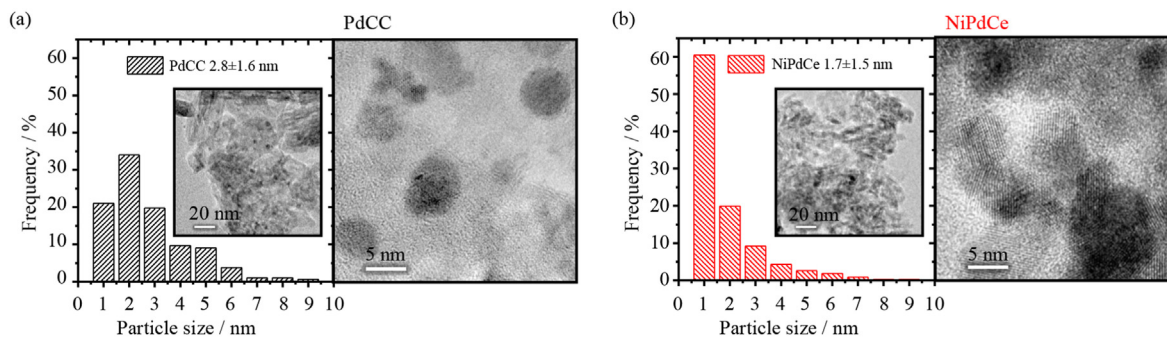 (a)
PdCC
60
50
40
30
20
10
0
Frequency / %
PdCC 2.8±1.6 nm
20 nm
5 nm
0 1 2 3 4 5 6 7 8 9 10
Particle size / nm
(b)
NiPdCe
60
50
40
30
20
10
0
Frequency / %
NiPdCe 1.7±1.5 nm
20 nm
5 nm
0 1 2 3 4 5 6 7 8 9 10
Particle size / nm